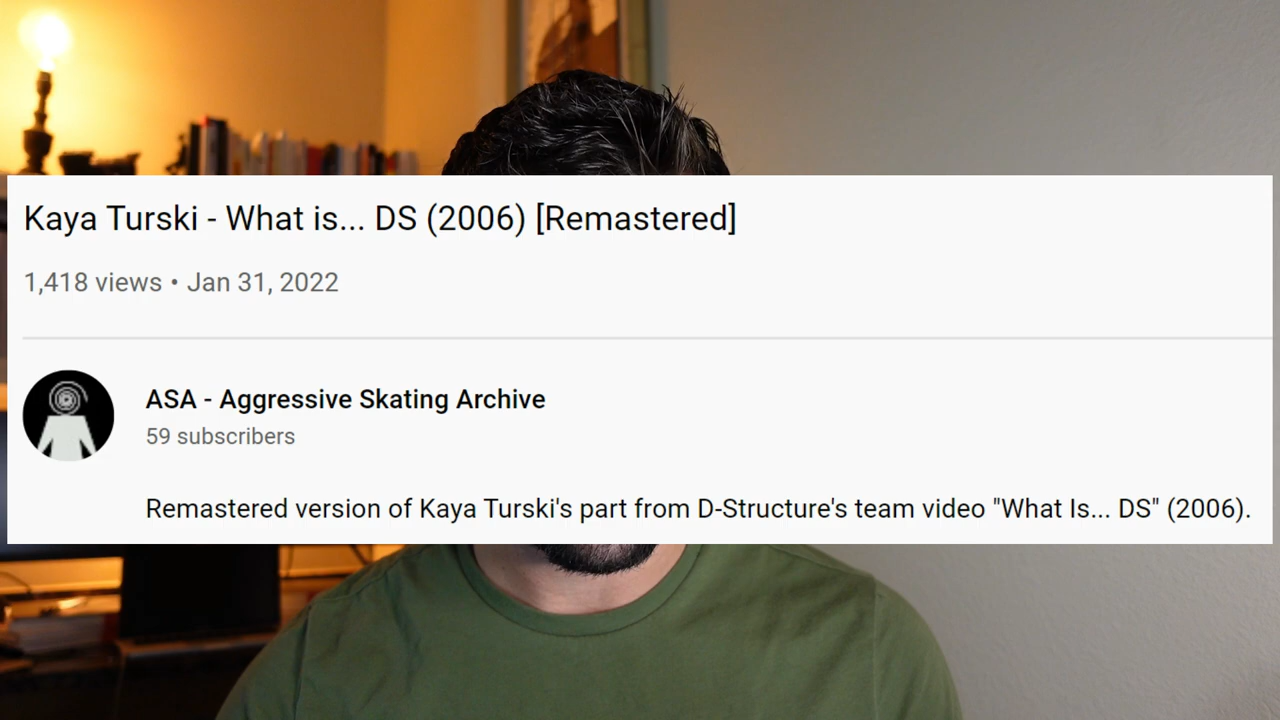 Kaya Turski - What is... DS (2006) [Remastered]
1,418 views • Jan 31, 2022
ASA - Aggressive Skating Archive
59 subscribers
Remastered version of Kaya Turski's part from D-Structure's team video "What Is... DS" (2006).